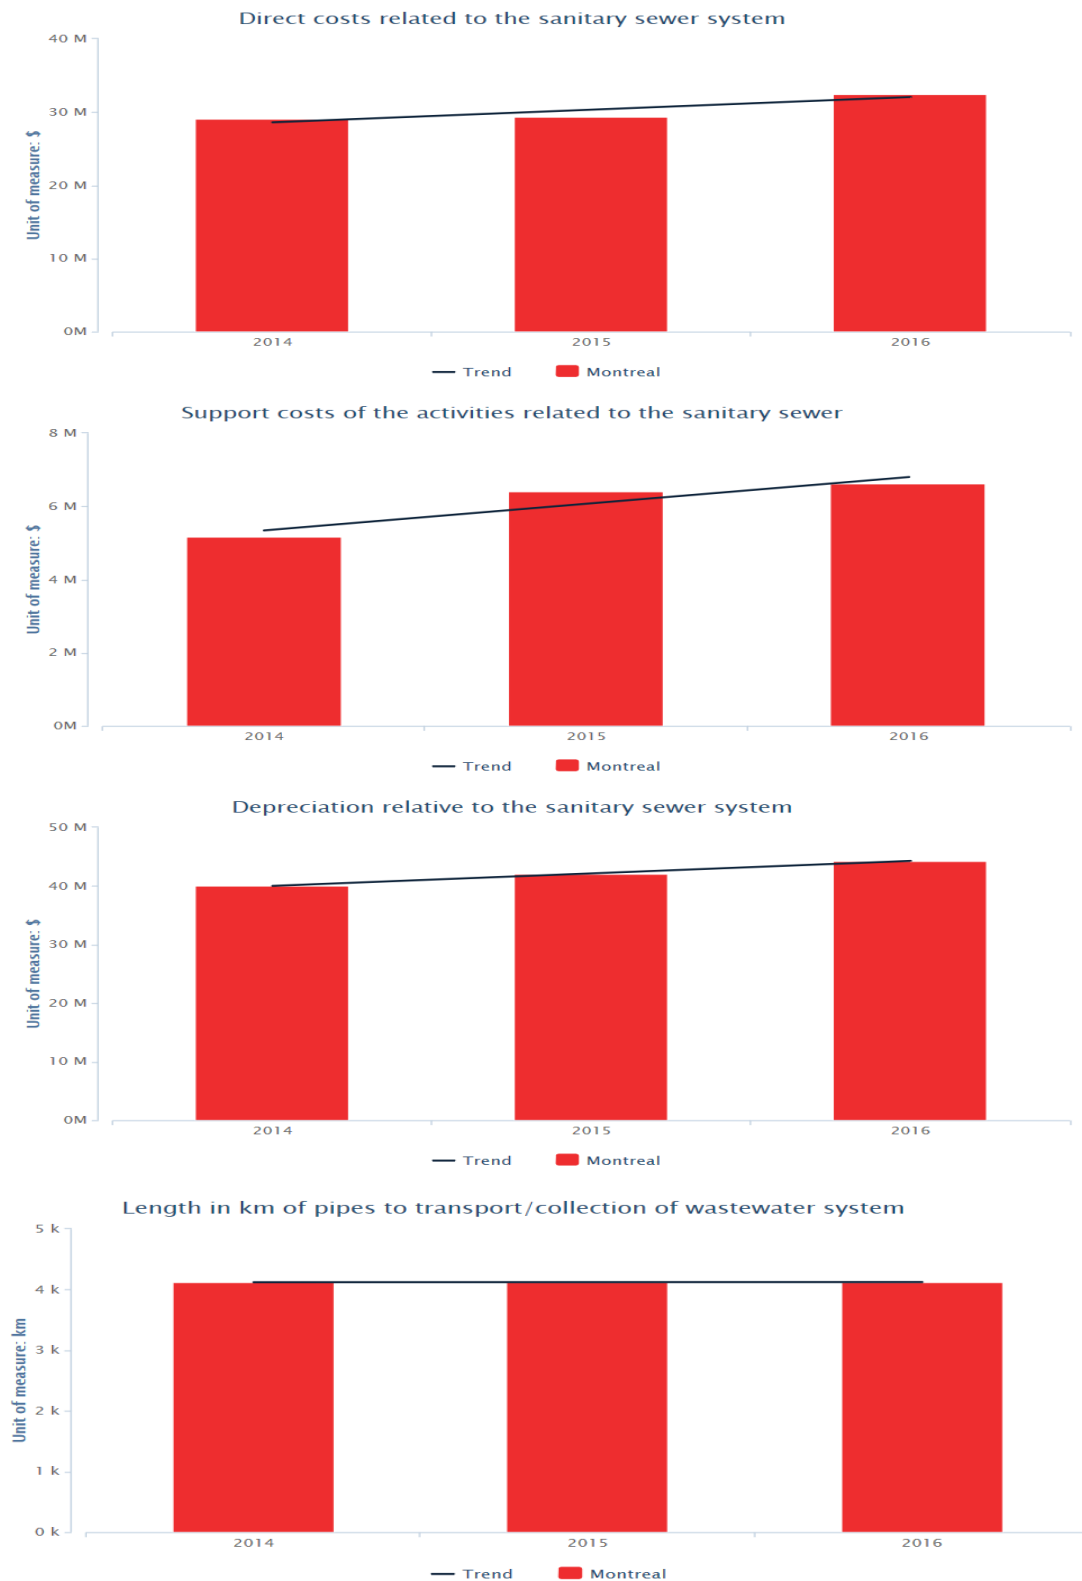 Direct costs related to the sanitary sewer system
40 M
30 M
20 M
10 M
0M
Unit of measure: $
2014 2015 2016
Trend Montreal
Support costs of the activities related to the sanitary sewer
8 M
6 M
4 M
2 M
0M
Unit of measure: $
2014 2015 2016
Trend Montreal
Depreciation relative to the sanitary sewer system
50 M
40 M
30 M
20 M
10 M
0M
Unit of measure: $
2014 2015 2016
Trend Montreal
Length in km of pipes to transport/collection of wastewater system
5 k
4 k
3 k
2 k
1 k
0 k
Unit of measure: km
2014 2015 2016
Trend Montreal